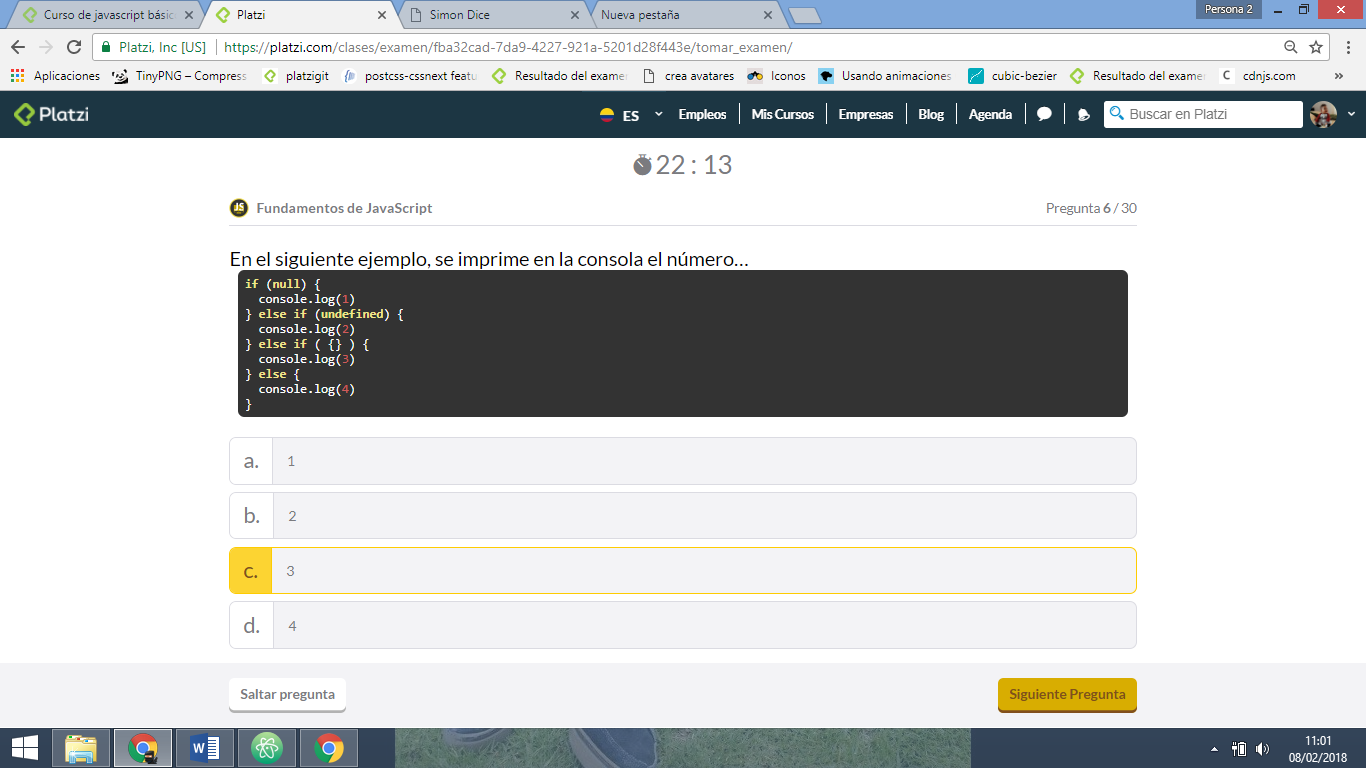 Curso de javascript básic
Platzi
Simon Dice
Nueva pestaña
Persona 2
Platzi, Inc [US]
https://platzi.com/clases/examen/fba32cad-7da9-4227-921a-5201d28f443e/tomar_examen/
Aplicaciones
TinyPNG – Compress
platzigit
postcss-cssnext featu
Resultado del examen
crea avatares
Iconos
Usando animaciones
cubic-bezier
Resultado del examen
C cdnjs.com
»
Platzi
ES
Empleos
Mis Cursos
Empresas
Blog
Agenda
Buscar en Platzi
22 : 13
JS
Fundamentos de JavaScript
Pregunta 6 / 30
En el siguiente ejemplo, se imprime en la consola el número...
if (null) {
console.log(1)
} else if (undefined) {
console.log(2)
} else if ( {} ) {
console.log(3)
} else {
console.log(4)
}
a. 1
b. 2
c. 3
d. 4
Saltar pregunta
Siguiente Pregunta
11:01
08/02/2018